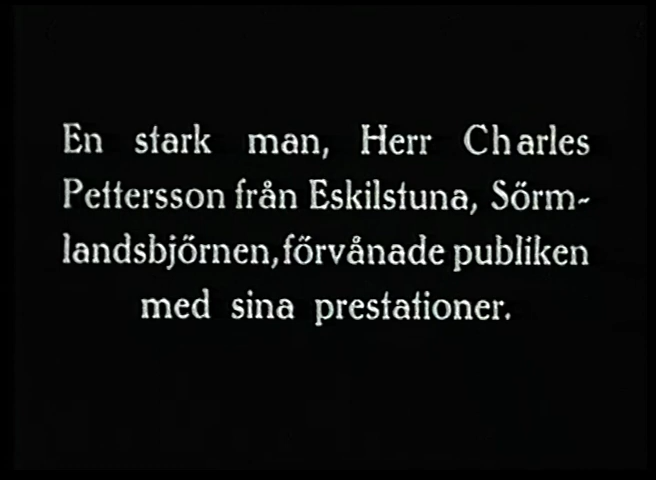 En stark man, Herr Charles
Pettersson från Eskilstuna, Sörm-
landsbjörnen, förvånade publiken
med sina prestationer.